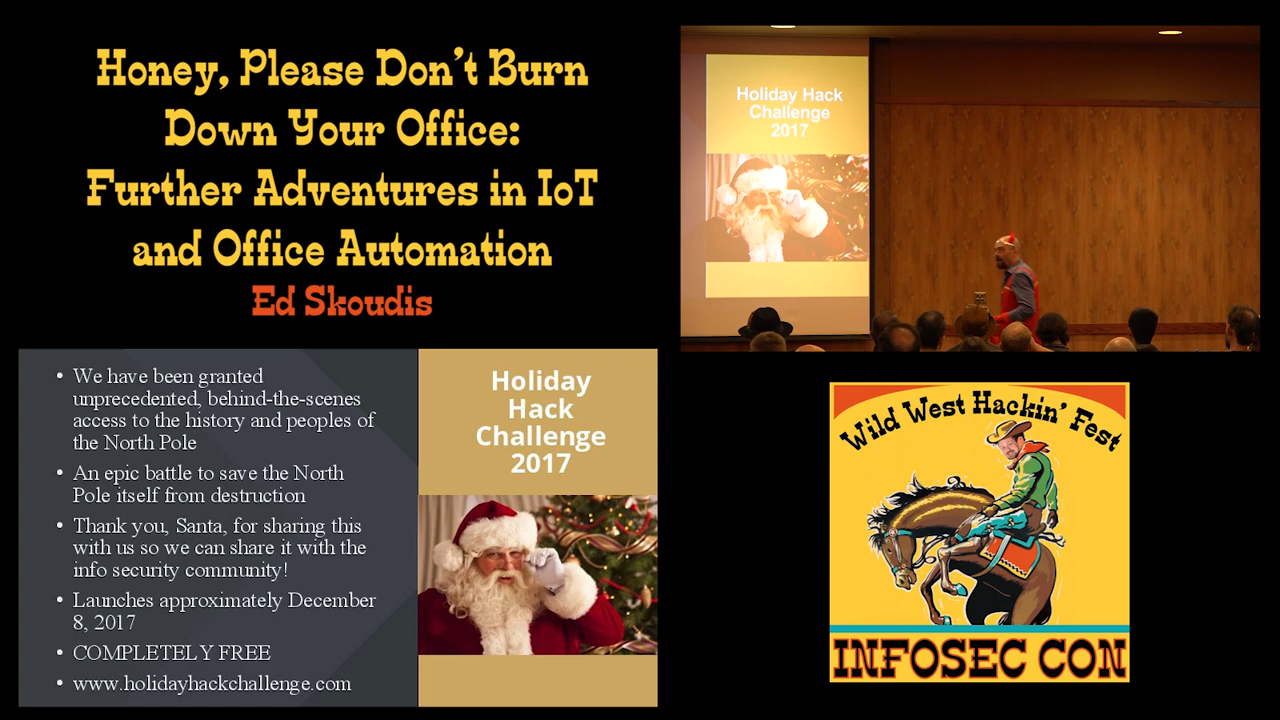 Honey, Please Don't Burn
Down Your Office:
Further Adventures in IoT
and Office Automation
Ed Skoudis
Holiday Hack
Challenge
2017
• We have been granted
unprecedented, behind-the-scenes
access to the history and peoples of
the North Pole
• An epic battle to save the North
Pole itself from destruction
• Thank you, Santa, for sharing this
with us so we can share it with the
info security community!
• Launches approximately December
8, 2017
• COMPLETELY FREE
• www.holidayhackchallenge.com
Holiday
Hack
Challenge
2017
Wild West Hackin' Fest
INFOSEC CON